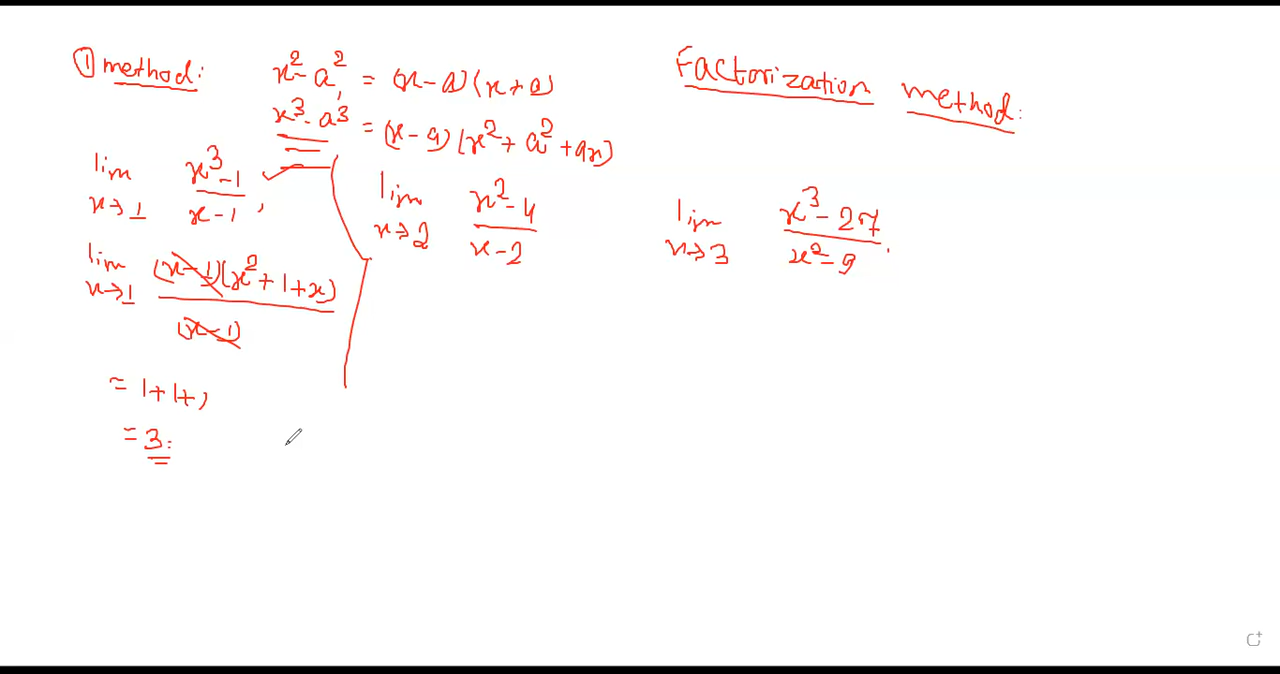 ① method:
x² - a², = (x - a)(x + a)
x³ - a³ = (x - a)(x² + a² + ax)
lim x→1 x³ - 1 / x - 1,
lim x→1 (x - 1)(x² + 1 + x) / (x - 1)
= 1 + 1 + 1
= 3.
lim x→2 x² - 4 / x - 2
Factorization method:
lim x→3 x³ - 27 / x² - 9.